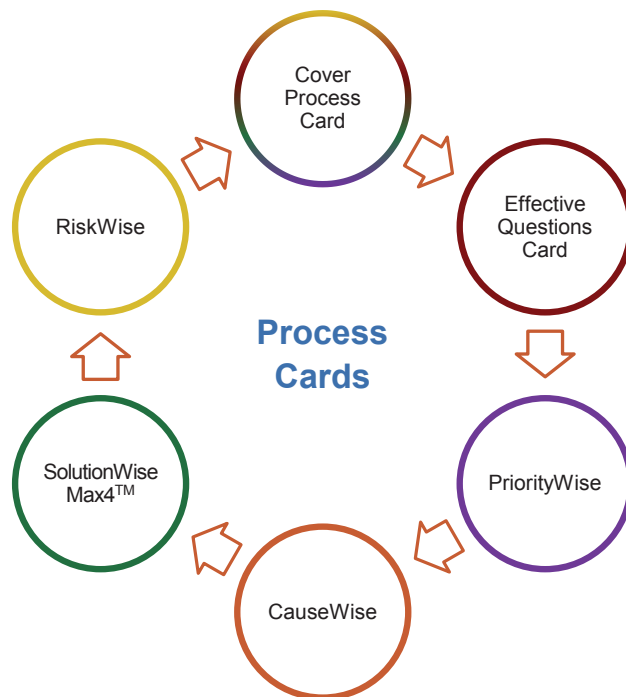 Cover
Process
Card
Effective
Questions
Card
PriorityWise
CauseWise
SolutionWise
Max4™
RiskWise
Process
Cards